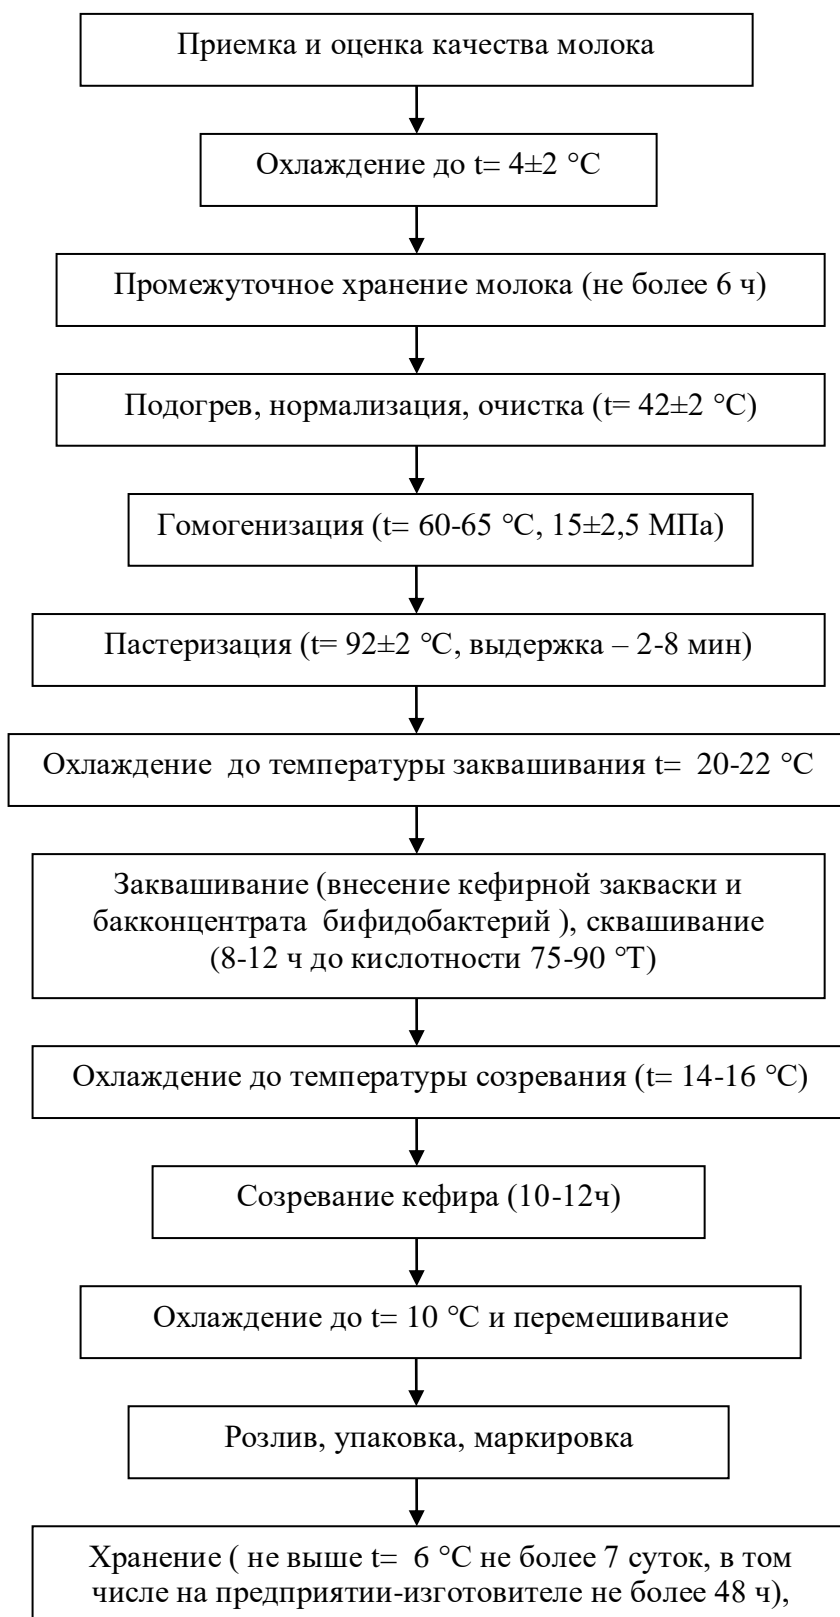 Приемка и оценка качества молока
Охлаждение до t= 4±2 °С
Промежуточное хранение молока (не более 6 ч)
Подогрев, нормализация, очистка (t= 42±2 °С)
Гомогенизация (t= 60-65 °С, 15±2,5 МПа)
Пастеризация (t= 92±2 °С, выдержка – 2-8 мин)
Охлаждение до температуры заквашивания t= 20-22 °С
Заквашивание (внесение кефирной закваски и
бакконцентрата бифидобактерий ), сквашивание
(8-12 ч до кислотности 75-90 °Т)
Охлаждение до температуры созревания (t= 14-16 °С)
Созревание кефира (10-12ч)
Охлаждение до t= 10 °С и перемешивание
Розлив, упаковка, маркировка
Хранение ( не выше t= 6 °С не более 7 суток, в том
числе на предприятии-изготовителе не более 48 ч),